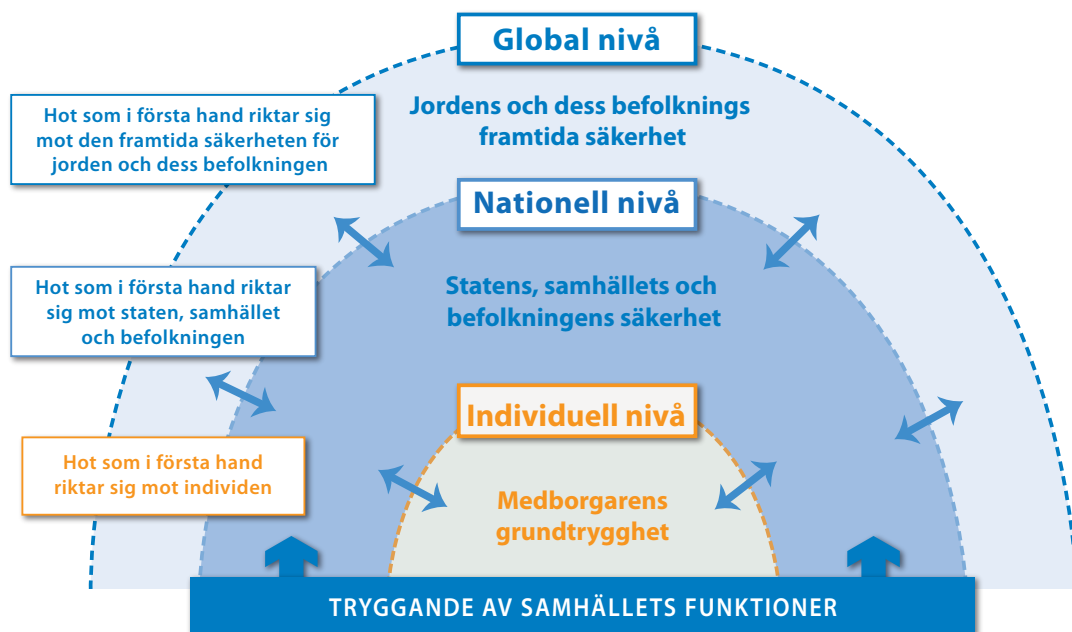 Global nivå
Jordens och dess befolknings
framtida säkerhet
Hot som i första hand riktar sig
mot den framtida säkerheten för
jorden och dess befolkningen
Nationell nivå
Statens, samhällets och
befolkningens säkerhet
Hot som i första hand riktar
sig mot staten, samhället
och befolkningen
Individuell nivå
Hot som i första hand
riktar sig mot individen
Medborgarens
grundtrygghet
TRYGGANDE AV SAMHÄLLETS FUNKTIONER